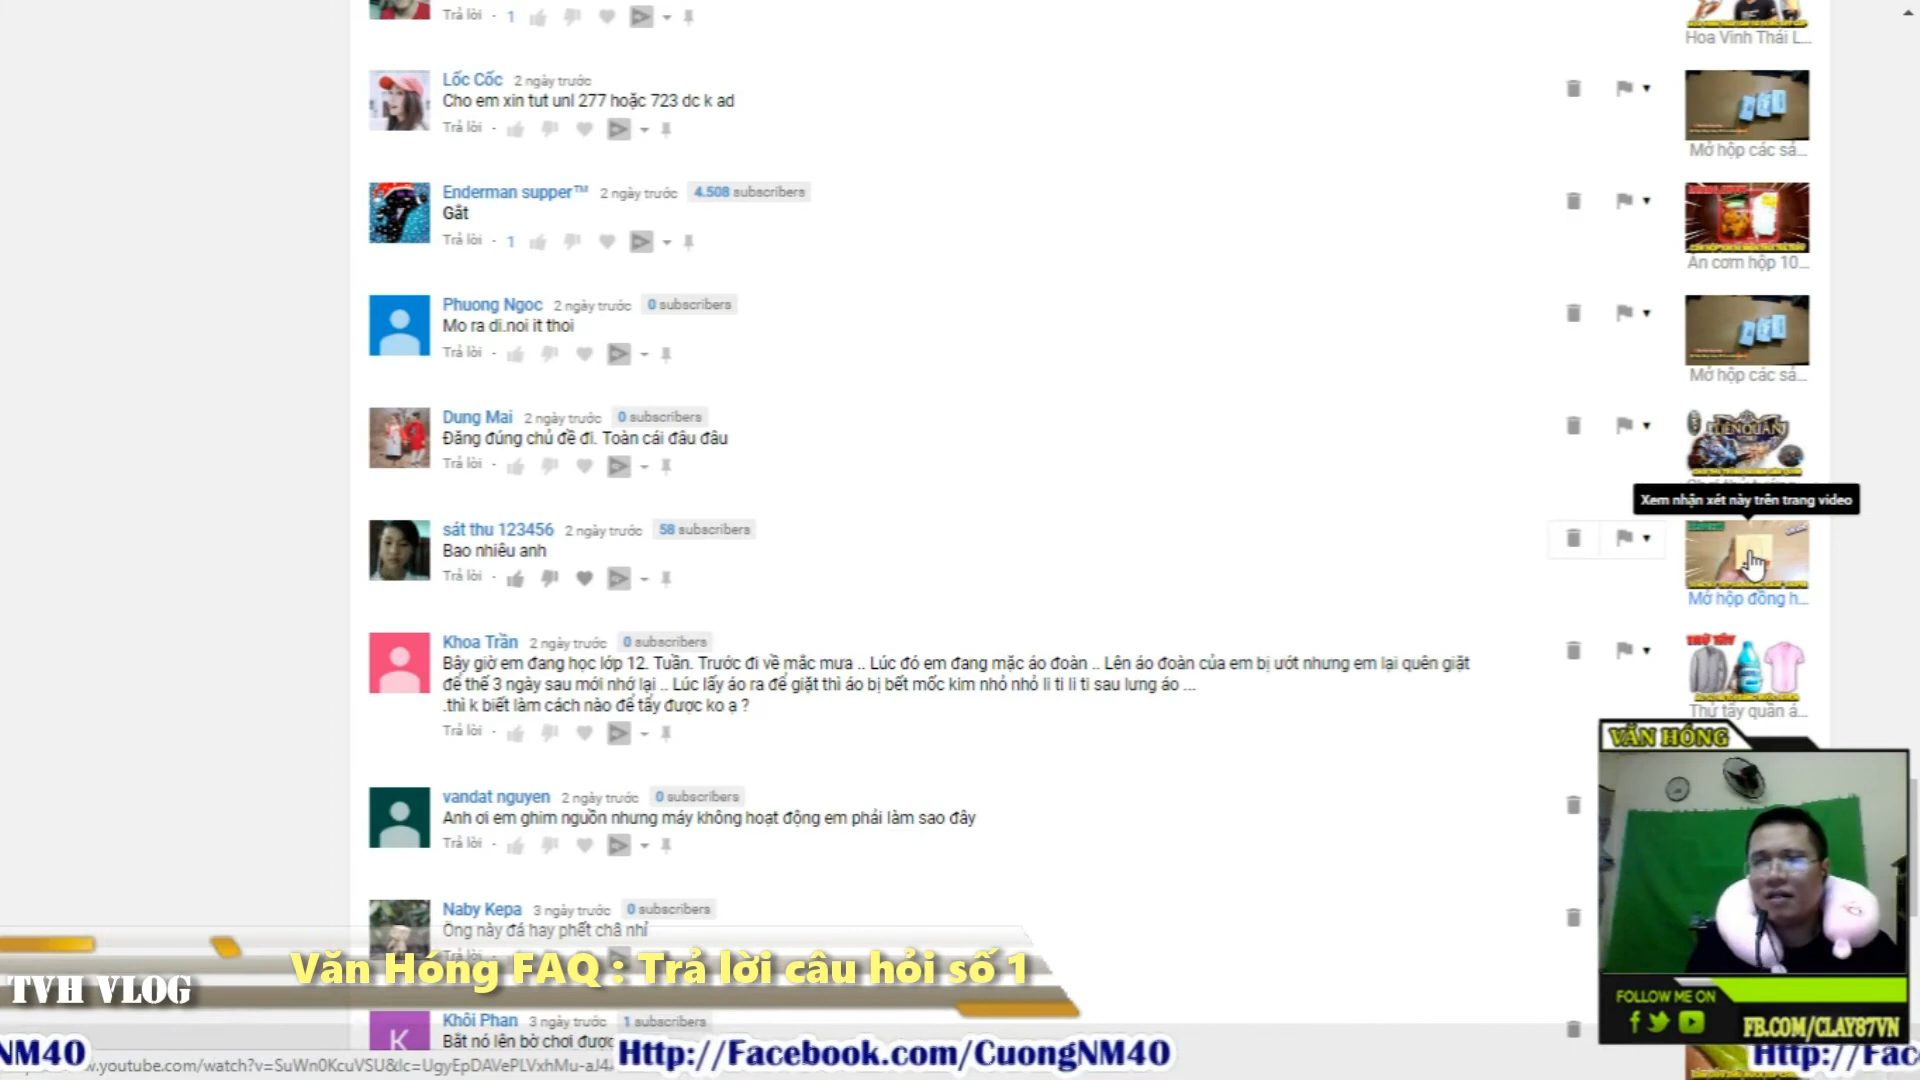 Trả lời · 1
Hoa Vinh Thái L...
Lốc Cốc 2 ngày trước
Cho em xin tut unl 277 hoặc 723 dc k ad
Trả lời ·
Mở hộp các sả...
Enderman supper™ 2 ngày trước 4.508 subscribers
Gắt
Trả lời · 1
Ăn cơm hộp 10...
Phuong Ngoc 2 ngày trước 0 subscribers
Mo ra di.noi it thoi
Trả lời ·
Mở hộp các sả...
Dung Mai 2 ngày trước 0 subscribers
Đăng đúng chủ đề đi. Toàn cái đâu đâu
Trả lời ·
LIÊN QUÂN
Xem nhận xét này trên trang video
sát thu 123456 2 ngày trước 58 subscribers
Bao nhiêu anh
Trả lời ·
Mở hộp đồng h...
Khoa Trần 2 ngày trước 0 subscribers
Bây giờ em đang học lớp 12. Tuần. Trước đi về mắc mưa .. Lúc đó em đang mặc áo đoàn .. Lên áo đoàn của em bị ướt nhưng em lại quên giặt
để thế 3 ngày sau mới nhớ lại .. Lúc lấy áo ra để giặt thì áo bị bết mốc kim nhỏ nhỏ li ti li ti sau lưng áo ...
.thì k biết làm cách nào để tẩy được ko ạ ?
Trả lời ·
THỬ TẨY
Thử tẩy quần á...
VĂN HÓNG
vandat nguyen 2 ngày trước 0 subscribers
Anh ơi em ghim nguồn nhưng máy không hoạt động em phải làm sao đây
Trả lời ·
Naby Kepa 3 ngày trước 0 subscribers
Ông này đá hay phết chã nhỉ
Trả lời
Văn Hóng FAQ : Trả lời câu hỏi số 1
TVH VLOG
FOLLOW ME ON
FB.COM/CLAY87VN
K
Khôi Phan 3 ngày trước 1 subscribers
Bắt nó lên bờ chơi được
NM40
Http://Facebook.com/CuongNM40
Http://Fac
w.youtube.com/watch?v=SuWn0KcuVSU&lc=UgyEpDAVePLVxhMu-aJ4